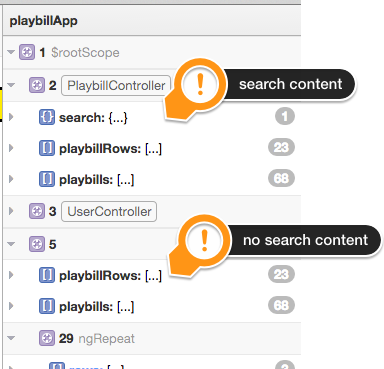 playbillApp
1 $rootScope
2 PlaybillController
! search content
{} search: {...} 1
[] playbillRows: [...] 23
[] playbills: [...] 68
3 UserController
! no search content
5
[] playbillRows: [...] 23
[] playbills: [...] 68
29 ngRepeat